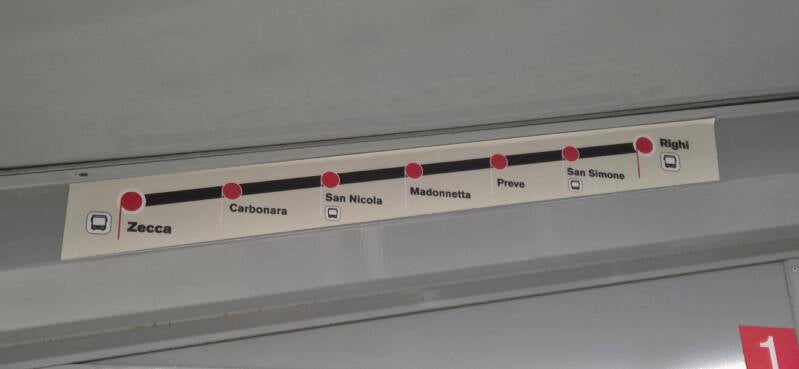 Zecca
Carbonara
San Nicola
Madonnetta
Preve
San Simone
Righi
1